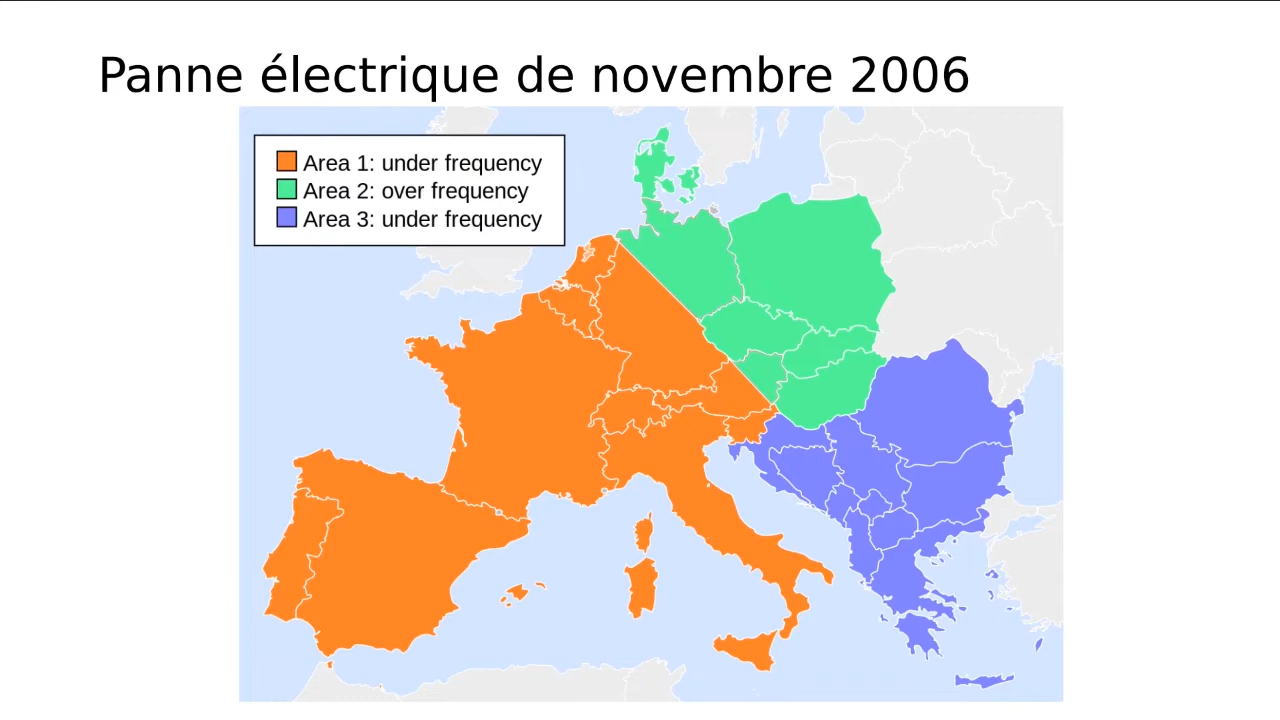 Panne électrique de novembre 2006
Area 1: under frequency
Area 2: over frequency
Area 3: under frequency